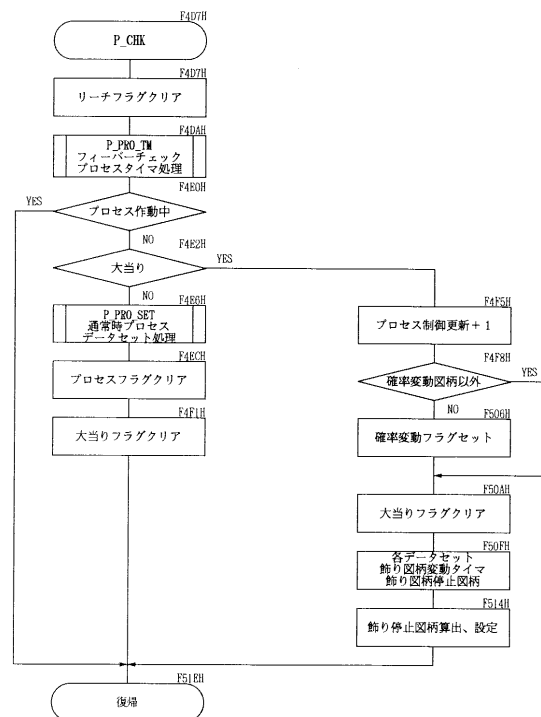 F4D7H
P_CHK
F4D7H
リーチフラグクリア
F4DAH
P_PRO_TM
フィーバーチェック
プロセスタイマ処理
F4E0H
プロセス作動中
YES
NO
F4E2H
大当り
YES
NO
F4E6H
P_PRO_SET
通常時プロセス
データセット処理
F4ECH
プロセスフラグクリア
F4F1H
大当りフラグクリア
F4F5H
プロセス制御更新+1
F4F8H
確率変動図柄以外
YES
NO
F506H
確率変動フラグセット
F50AH
大当りフラグクリア
F50FH
各データセット
飾り図柄変動タイマ
飾り図柄停止図柄
F514H
飾り停止図柄算出、設定
F51EH
復帰